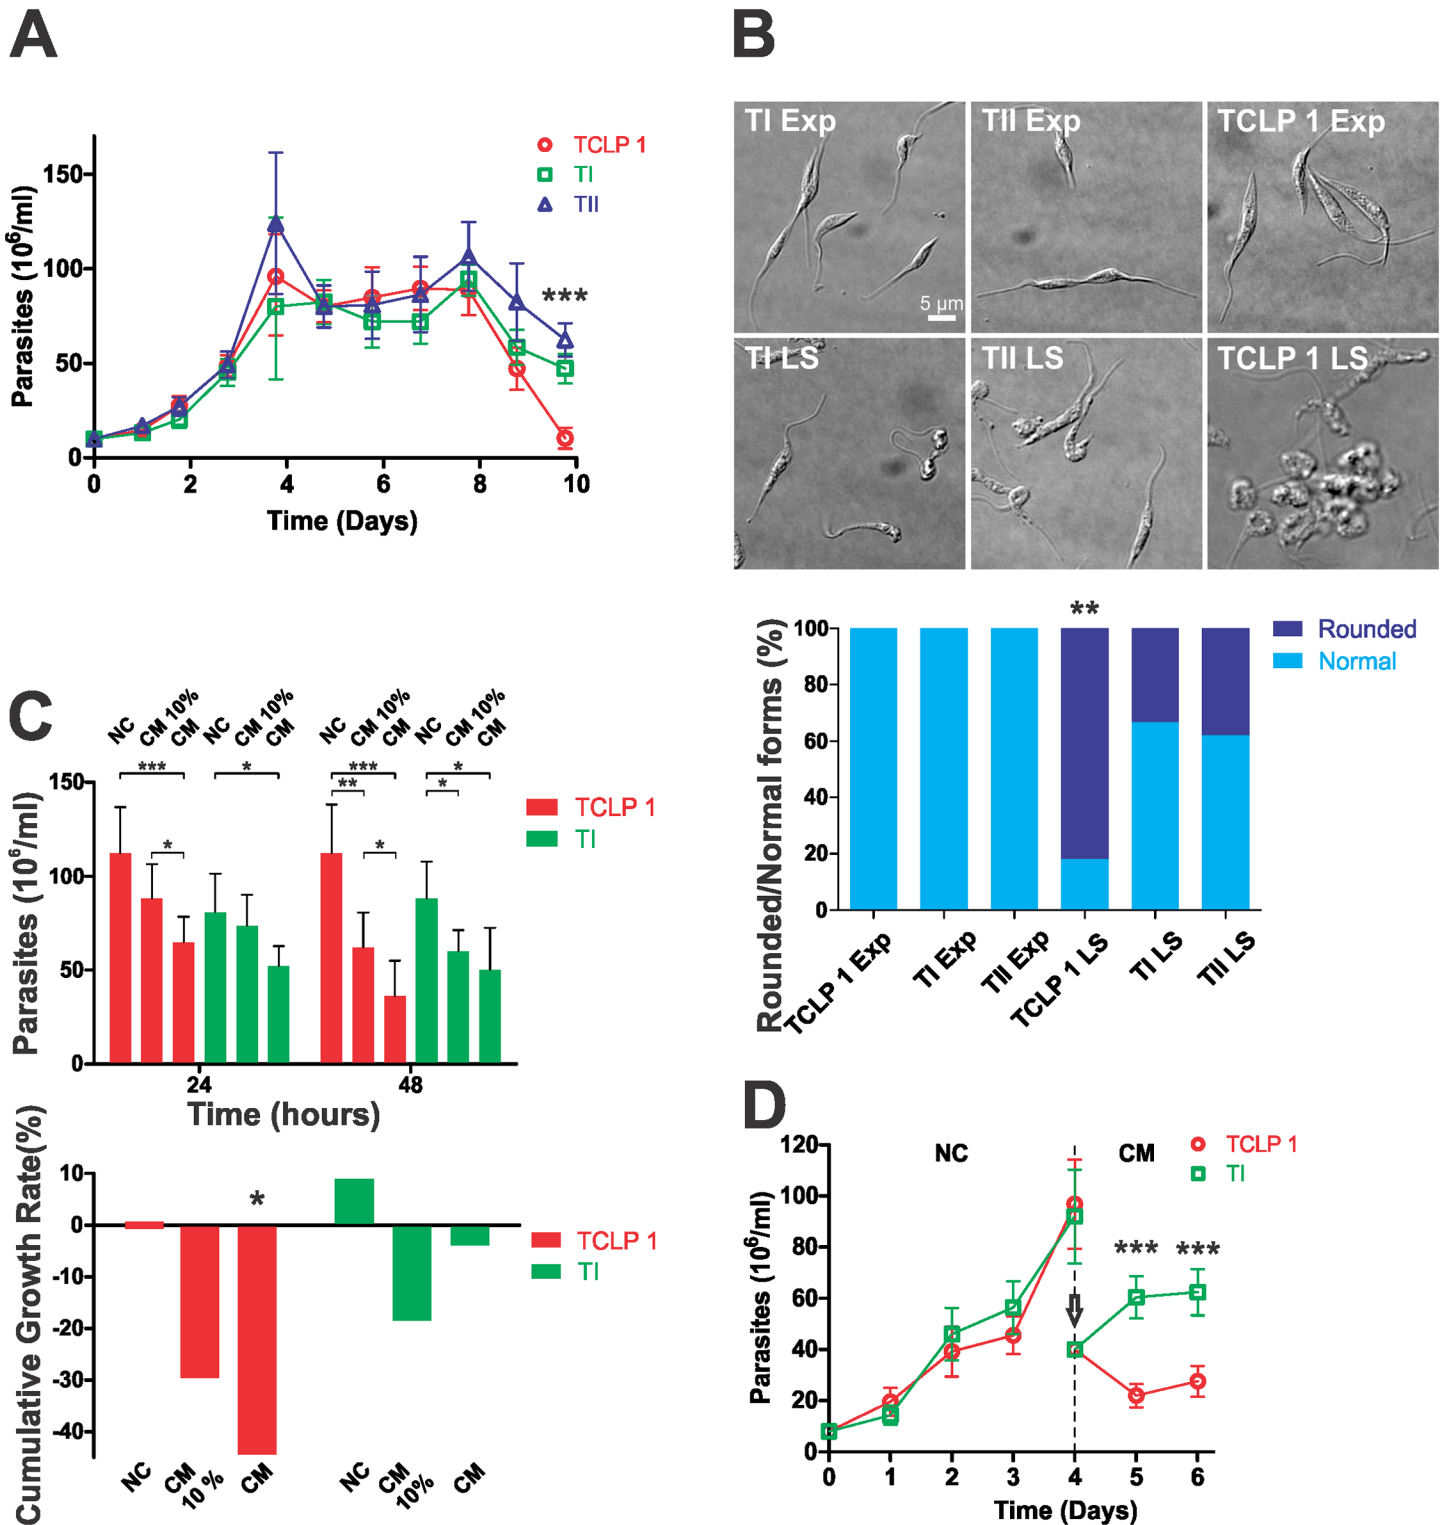 A
TCLP 1
TI
TII
Parasites (10⁶/ml)
150
100
50
0
***
0 2 4 6 8 10
Time (Days)
B
TI Exp
TII Exp
TCLP 1 Exp
5 µm
TI LS
TII LS
TCLP 1 LS
**
Rounded
Normal
Rounded/Normal forms (%)
100
80
60
40
20
0
TCLP 1 Exp
TI Exp
TII Exp
TCLP 1 LS
TI LS
TII LS
C
NC CM 10% CM NC CM 10% CM NC CM 10% CM NC CM 10% CM
*** * *** *
** *
* *
TCLP 1
TI
Parasites (10⁶/ml)
150
100
50
0
24 48
Time (hours)
Cumulative Growth Rate(%)
10
0
-10
-20
-30
-40
*
TCLP 1
TI
NC CM 10 % CM NC CM 10% CM
D
NC CM
TCLP 1
TI
Parasites (10⁶/ml)
120
100
80
60
40
20
0
*** ***
0 1 2 3 4 5 6
Time (Days)